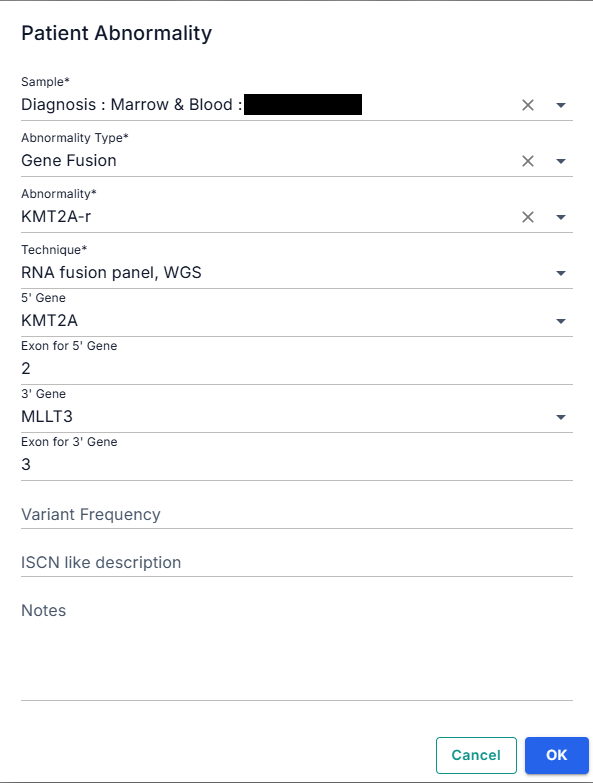 Patient Abnormality
Sample*
Diagnosis : Marrow & Blood :
Abnormality Type*
Gene Fusion
Abnormality*
KMT2A-r
Technique*
RNA fusion panel, WGS
5' Gene
KMT2A
Exon for 5' Gene
2
3' Gene
MLLT3
Exon for 3' Gene
3
Variant Frequency
ISCN like description
Notes
Cancel OK